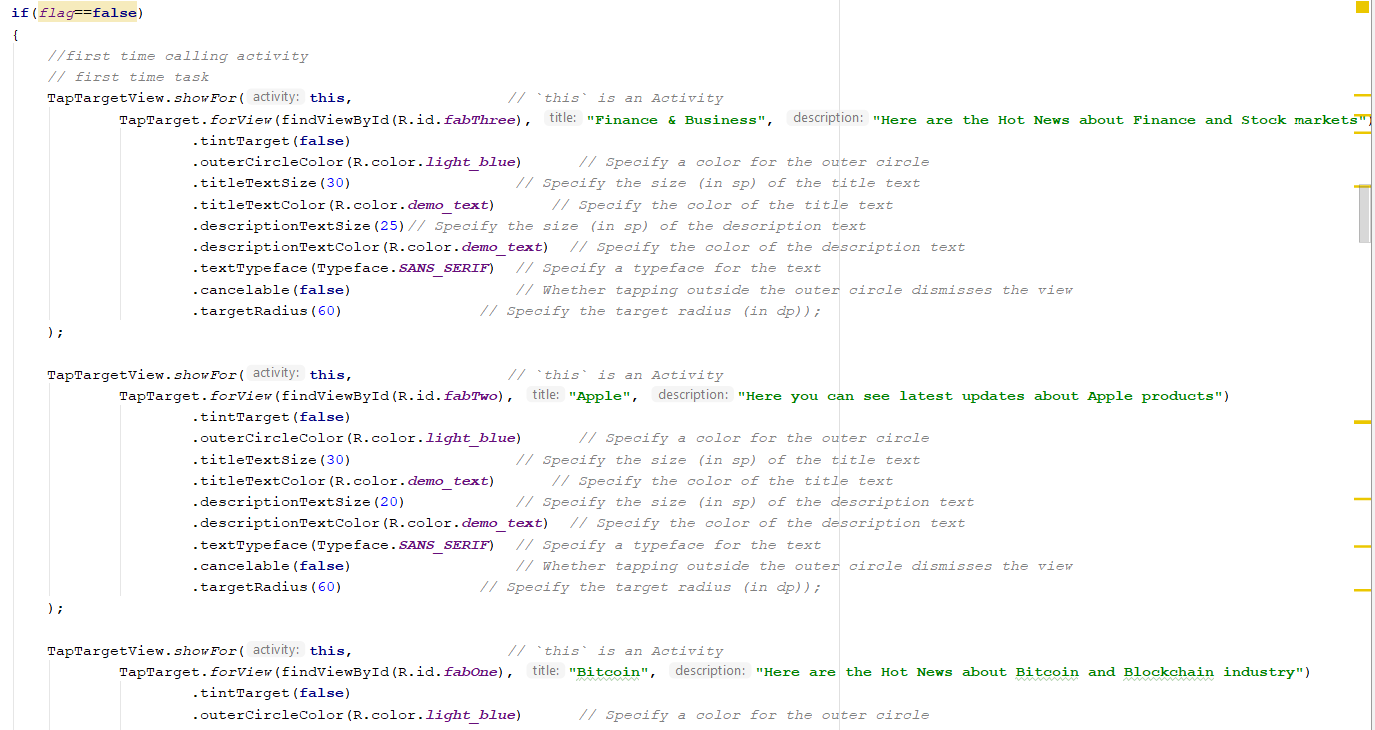 if(flag==false)
{
//first time calling activity
// first time task
TapTargetView.showFor( activity: this, // `this` is an Activity
TapTarget.forView(findViewById(R.id.fabThree), title: "Finance & Business", description: "Here are the Hot News about Finance and Stock markets")
.tintTarget(false)
.outerCircleColor(R.color.light_blue) // Specify a color for the outer circle
.titleTextSize(30) // Specify the size (in sp) of the title text
.titleTextColor(R.color.demo_text) // Specify the color of the title text
.descriptionTextSize(25)// Specify the size (in sp) of the description text
.descriptionTextColor(R.color.demo_text) // Specify the color of the description text
.textTypeface(Typeface.SANS_SERIF) // Specify a typeface for the text
.cancelable(false) // Whether tapping outside the outer circle dismisses the view
.targetRadius(60) // Specify the target radius (in dp));
);
TapTargetView.showFor( activity: this, // `this` is an Activity
TapTarget.forView(findViewById(R.id.fabTwo), title: "Apple", description: "Here you can see latest updates about Apple products")
.tintTarget(false)
.outerCircleColor(R.color.light_blue) // Specify a color for the outer circle
.titleTextSize(30) // Specify the size (in sp) of the title text
.titleTextColor(R.color.demo_text) // Specify the color of the title text
.descriptionTextSize(20) // Specify the size (in sp) of the description text
.descriptionTextColor(R.color.demo_text) // Specify the color of the description text
.textTypeface(Typeface.SANS_SERIF) // Specify a typeface for the text
.cancelable(false) // Whether tapping outside the outer circle dismisses the view
.targetRadius(60) // Specify the target radius (in dp));
);
TapTargetView.showFor( activity: this, // `this` is an Activity
TapTarget.forView(findViewById(R.id.fabOne), title: "Bitcoin", description: "Here are the Hot News about Bitcoin and Blockchain industry")
.tintTarget(false)
.outerCircleColor(R.color.light_blue) // Specify a color for the outer circle